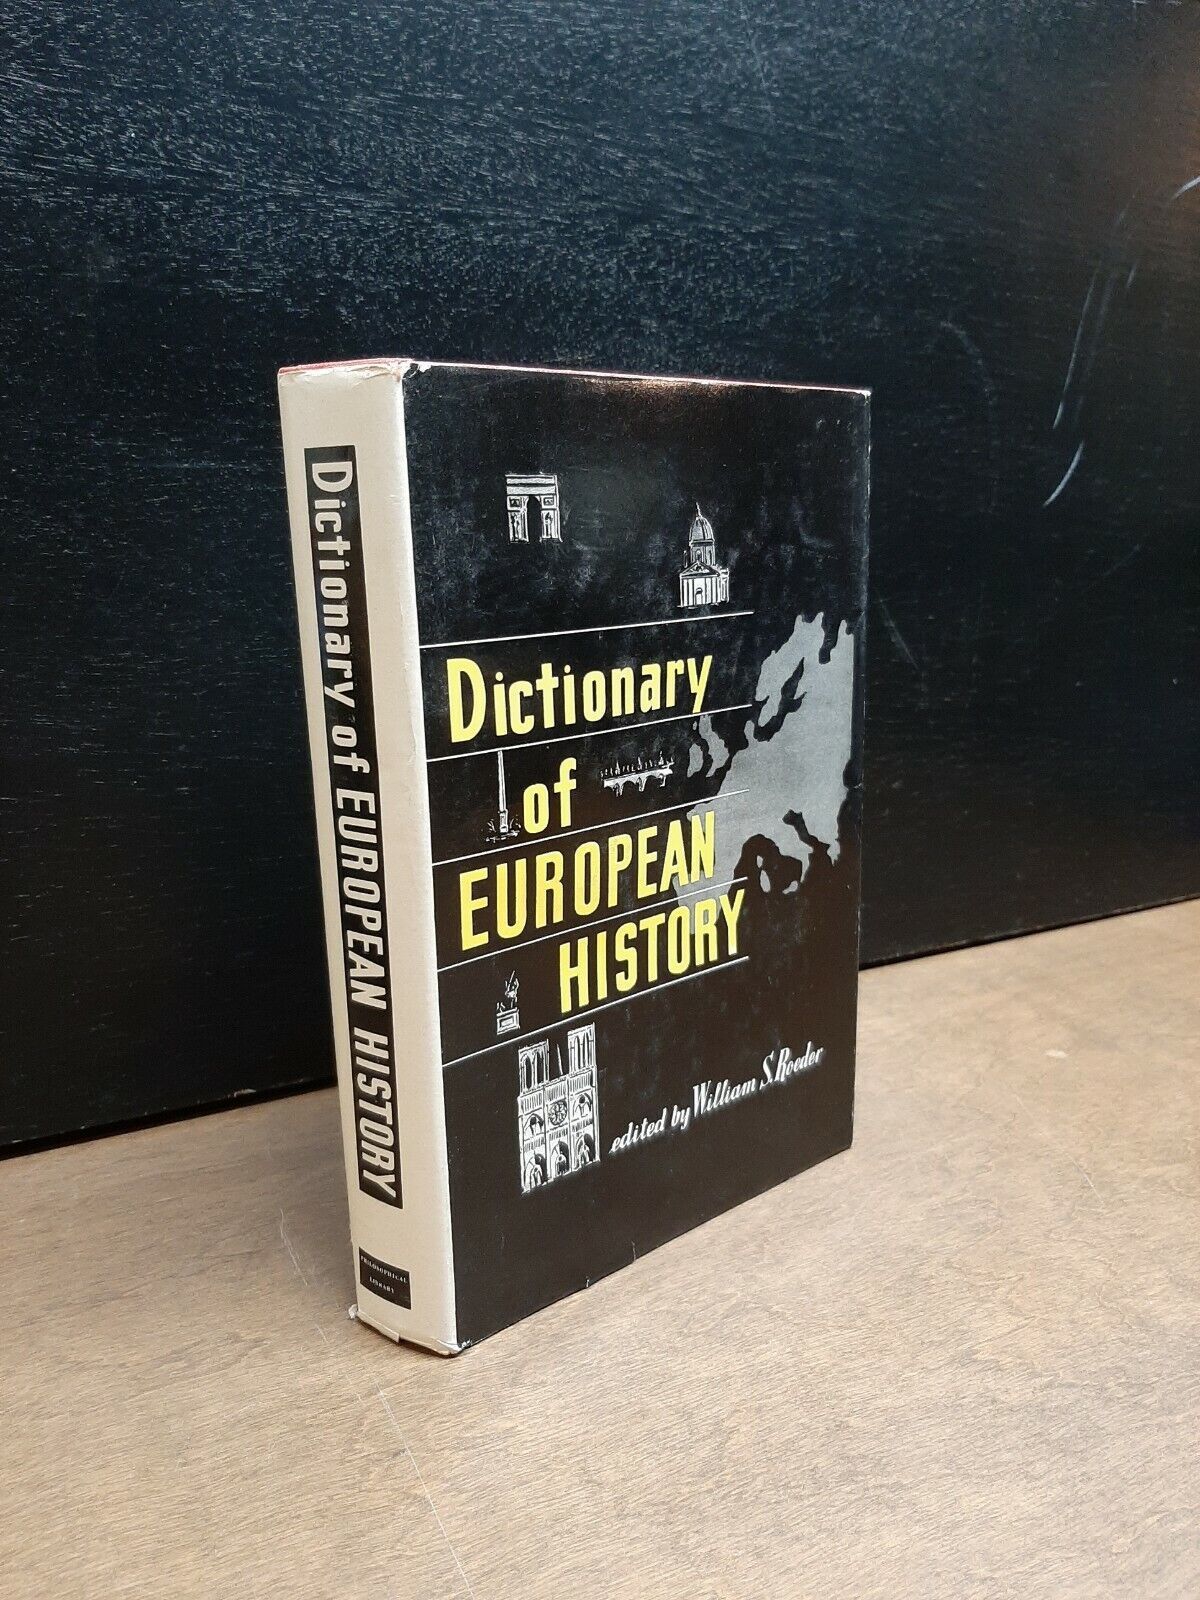 Dictionary of EUROPEAN HISTORY
PHILOSOPHICAL
LIBRARY
Dictionary
of
EUROPEAN
HISTORY
edited by William S. Roeder